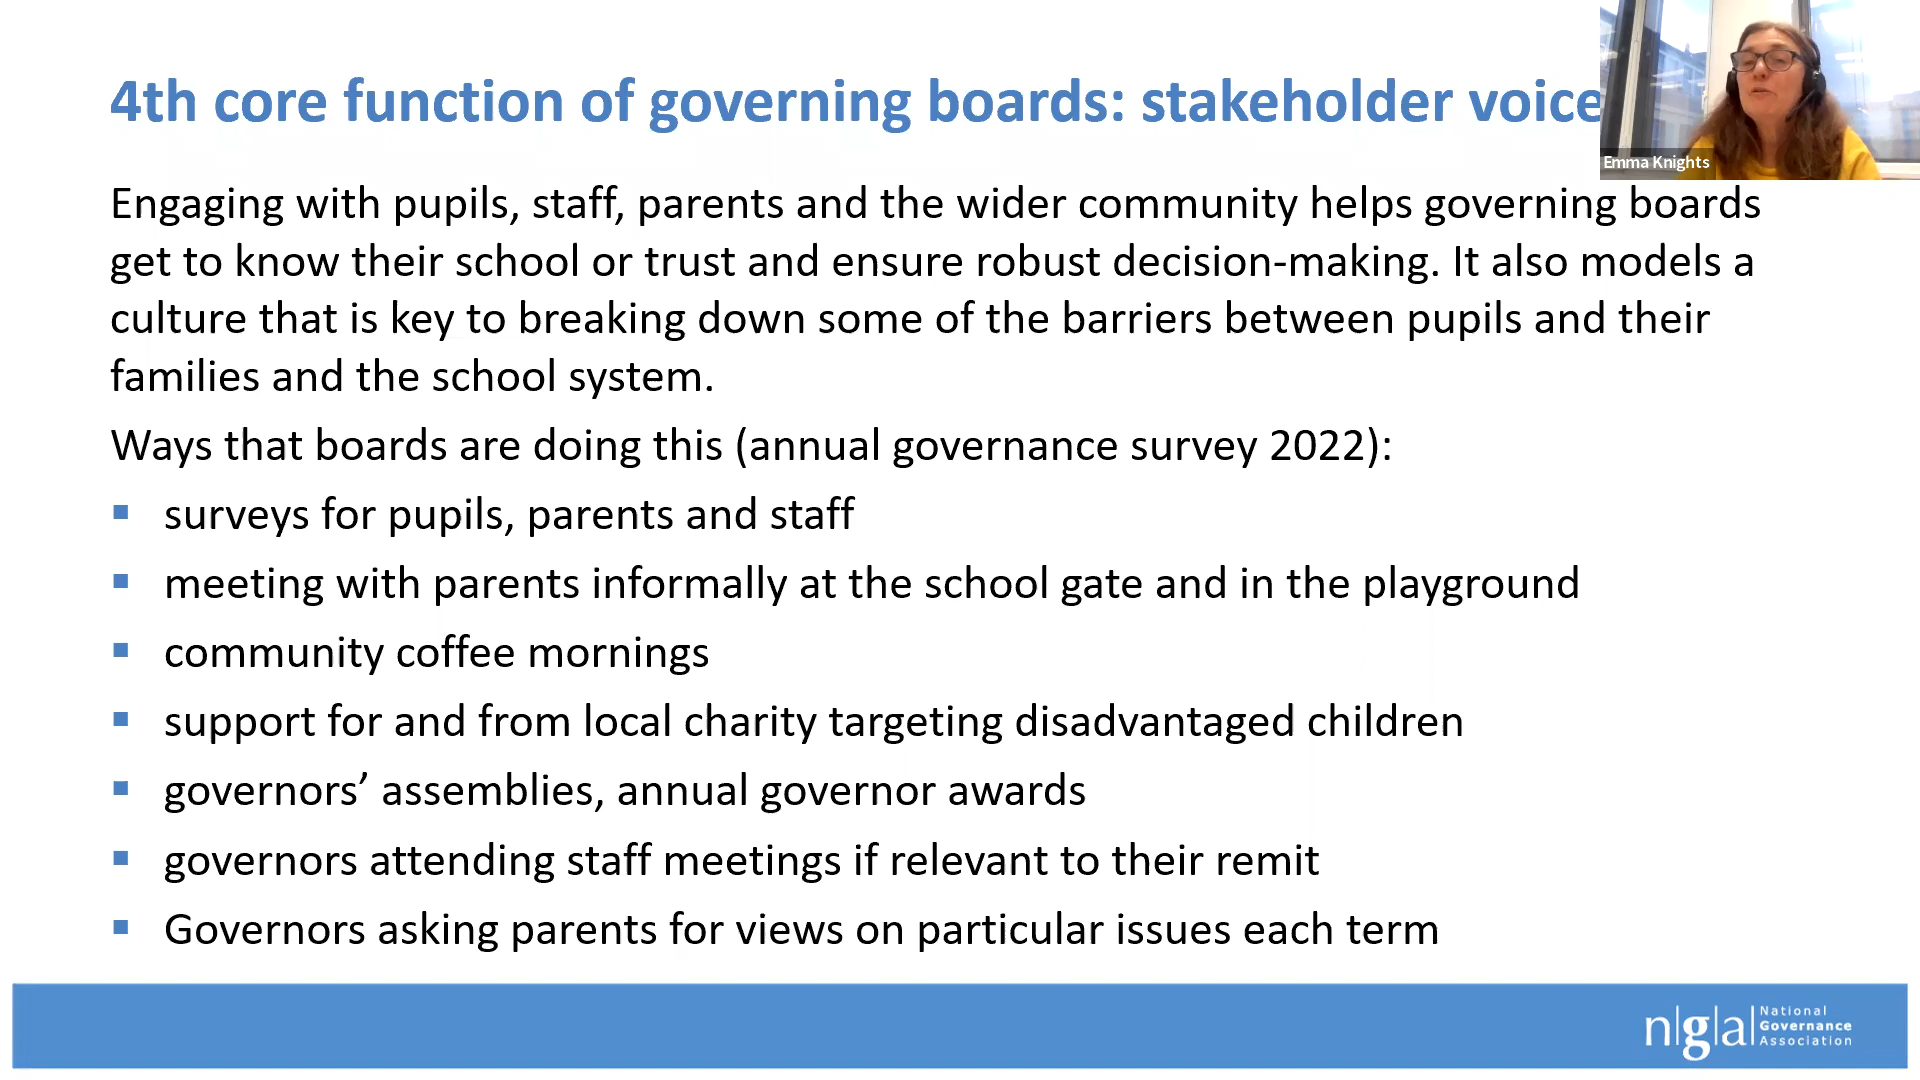 4th core function of governing boards: stakeholder voice
Emma Knights
Engaging with pupils, staff, parents and the wider community helps governing boards
get to know their school or trust and ensure robust decision-making. It also models a
culture that is key to breaking down some of the barriers between pupils and their
families and the school system.
Ways that boards are doing this (annual governance survey 2022):
▪ surveys for pupils, parents and staff
▪ meeting with parents informally at the school gate and in the playground
▪ community coffee mornings
▪ support for and from local charity targeting disadvantaged children
▪ governors’ assemblies, annual governor awards
▪ governors attending staff meetings if relevant to their remit
▪ Governors asking parents for views on particular issues each term
n|g|a|
National
Governance
Association